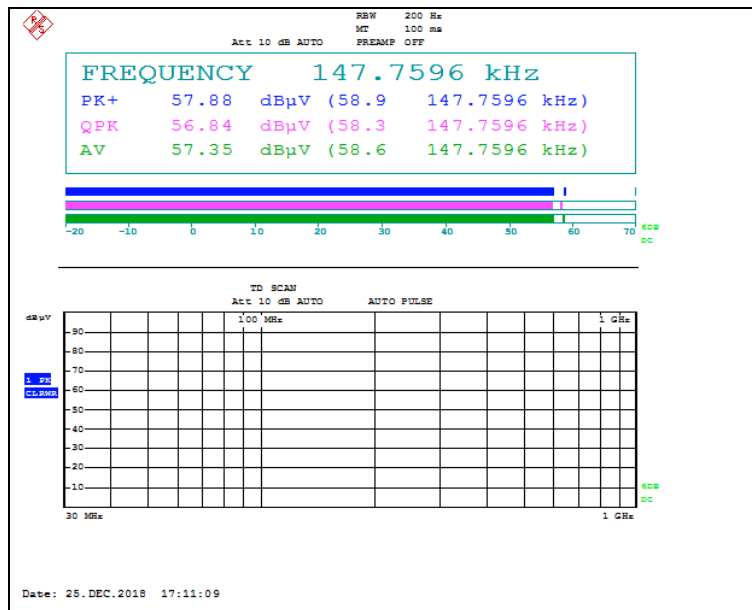 RBW 200 Hz
MT 100 ms
Att 10 dB AUTO PREAMP OFF
FREQUENCY 147.7596 kHz
PK+ 57.88 dBµV (58.9 147.7596 kHz)
QPK 56.84 dBµV (58.3 147.7596 kHz)
AV 57.35 dBµV (58.6 147.7596 kHz)
-20 -10 0 10 20 30 40 50 60 70
6DB
DC
TD SCAN
Att 10 dB AUTO AUTO PULSE
dBµV
100 MHz 1 GHz
90
80
70
1 PK
CLRWR
60
50
40
30
20
10
6DB
DC
30 MHz 1 GHz
Date: 25.DEC.2018 17:11:09